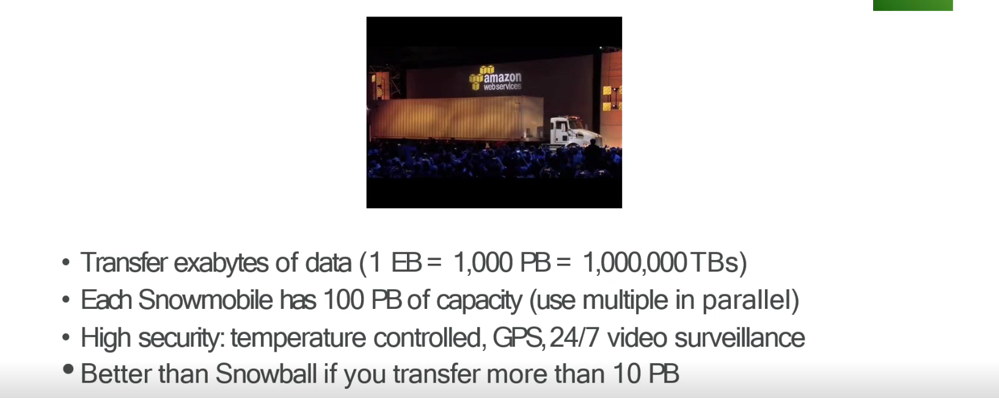 amazon
webservices
• Transfer exabytes of data (1 EB = 1,000 PB = 1,000,000 TBs)
• Each Snowmobile has 100 PB of capacity (use multiple in parallel)
• High security: temperature controlled, GPS, 24/7 video surveillance
• Better than Snowball if you transfer more than 10 PB